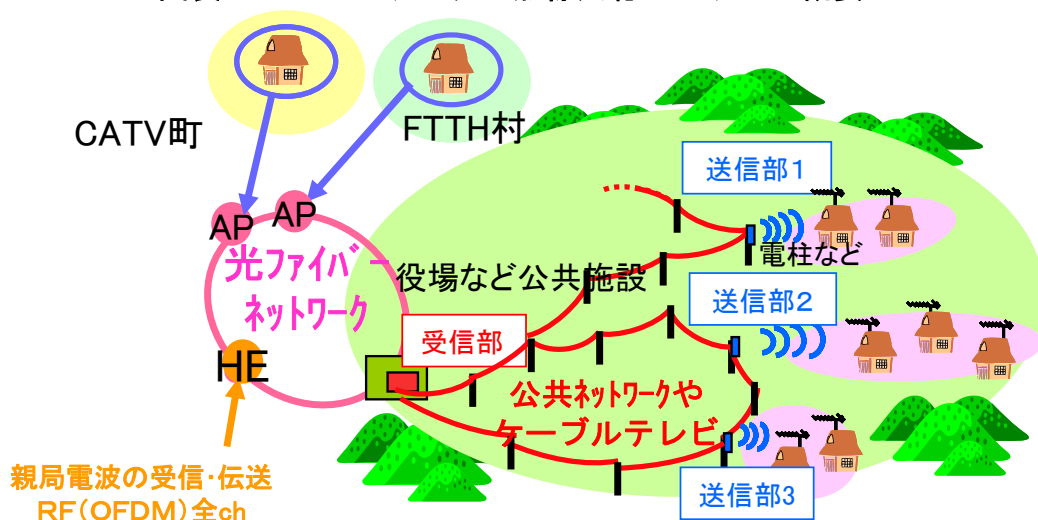 CATV町
FTTH村
送信部1
AP
AP
電柱など
光ファイバー
ネットワーク
役場など公共施設
送信部2
受信部
HE
公共ネットワークや
ケーブルテレビ
親局電波の受信・伝送
RF(OFDM)全ch
送信部3